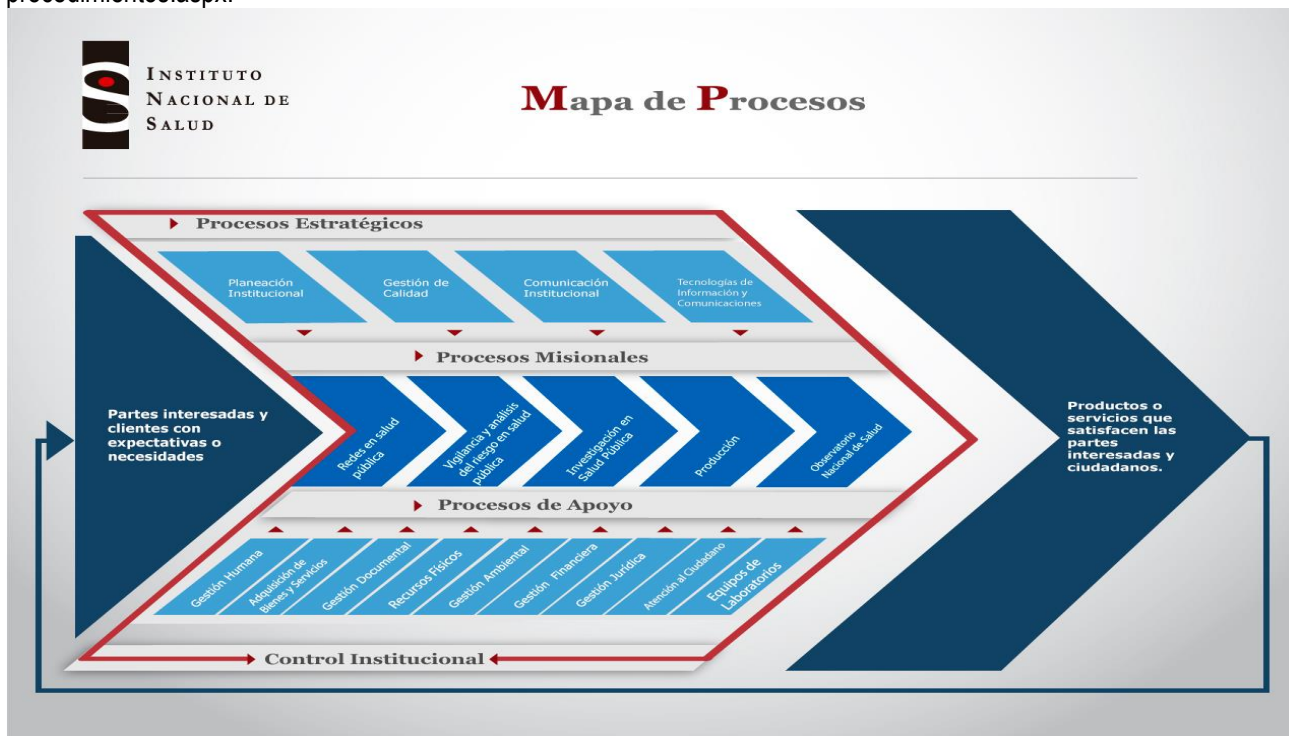 procedimientos.aspx.
INSTITUTO
NACIONAL DE
SALUD
Mapa de Procesos
Procesos Estratégicos
Planeación
Institucional
Gestión de
Calidad
Comunicación
Institucional
Tecnologías de
Información y
Comunicaciones
Procesos Misionales
Partes interesadas y
clientes con
expectativas o
necesidades
Redes en salud
pública
Vigilancia y análisis
del riesgo en salud
pública
Investigación en
Salud Pública
Producción
Observatorio
Nacional de Salud
Productos o
servicios que
satisfacen las
partes
interesadas y
ciudadanos.
Procesos de Apoyo
Gestión Humana
Adquisición de
Bienes y Servicios
Gestión Documental
Recursos Físicos
Gestión Ambiental
Gestión Financiera
Gestión Jurídica
Atención al Ciudadano
Equipos de
Laboratorios
Control Institucional